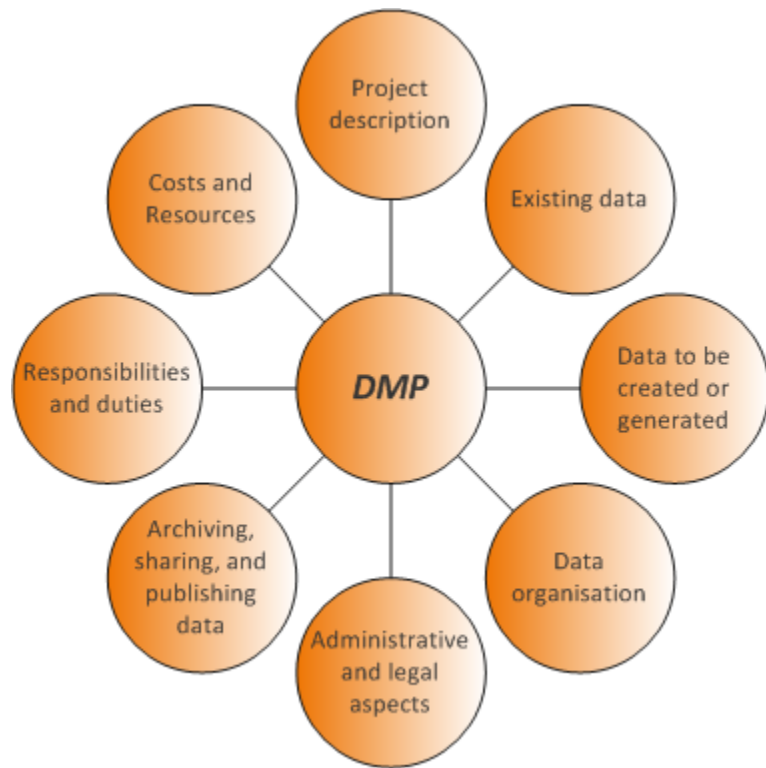 Project
description
Costs and
Resources
Existing data
Responsibilities
and duties
DMP
Data to be
created or
generated
Archiving,
sharing, and
publishing
data
Data
organisation
Administrative
and legal
aspects